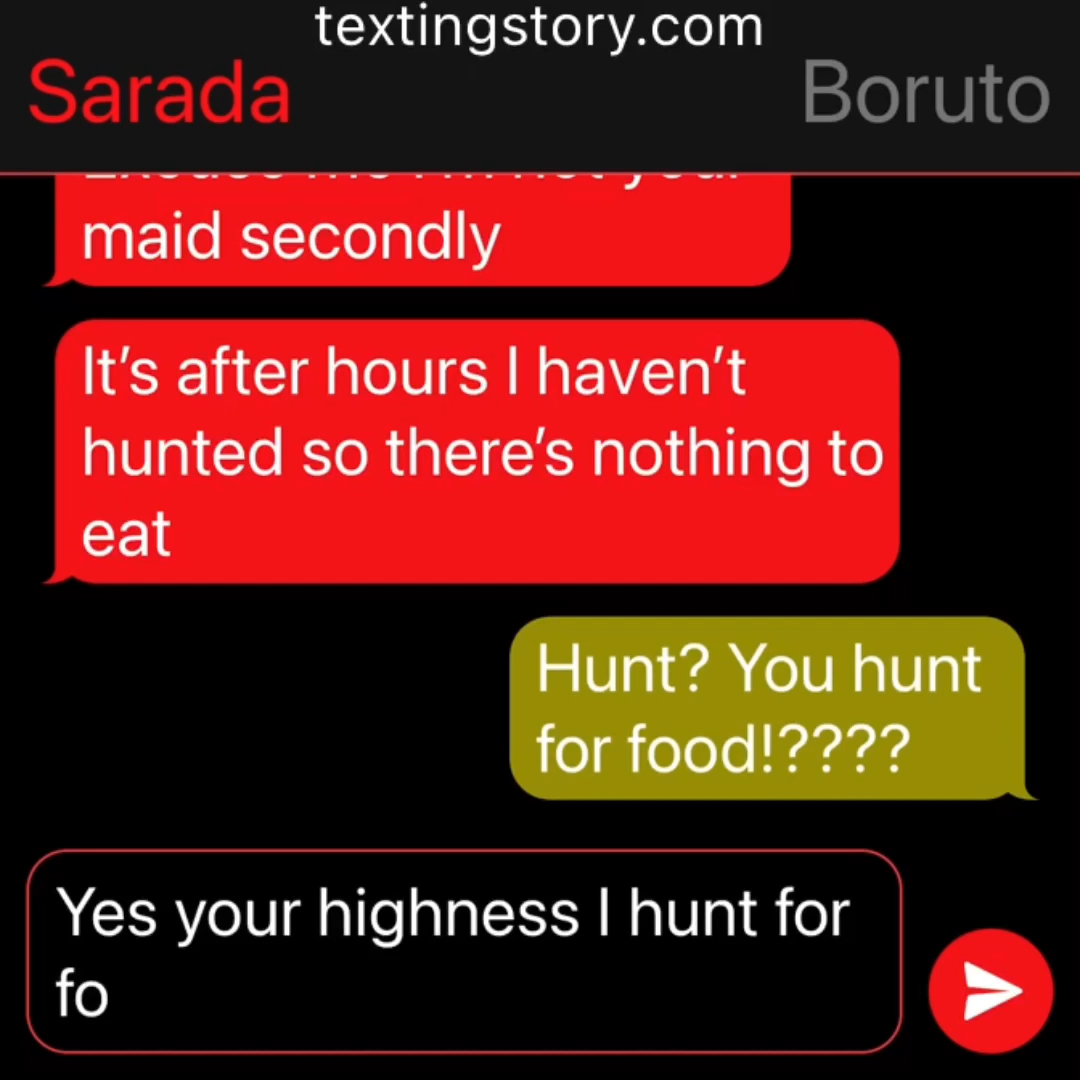 textingstory.com
Sarada Boruto
maid secondly
It’s after hours I haven’t
hunted so there’s nothing to
eat
Hunt? You hunt
for food!????
Yes your highness I hunt for
fo